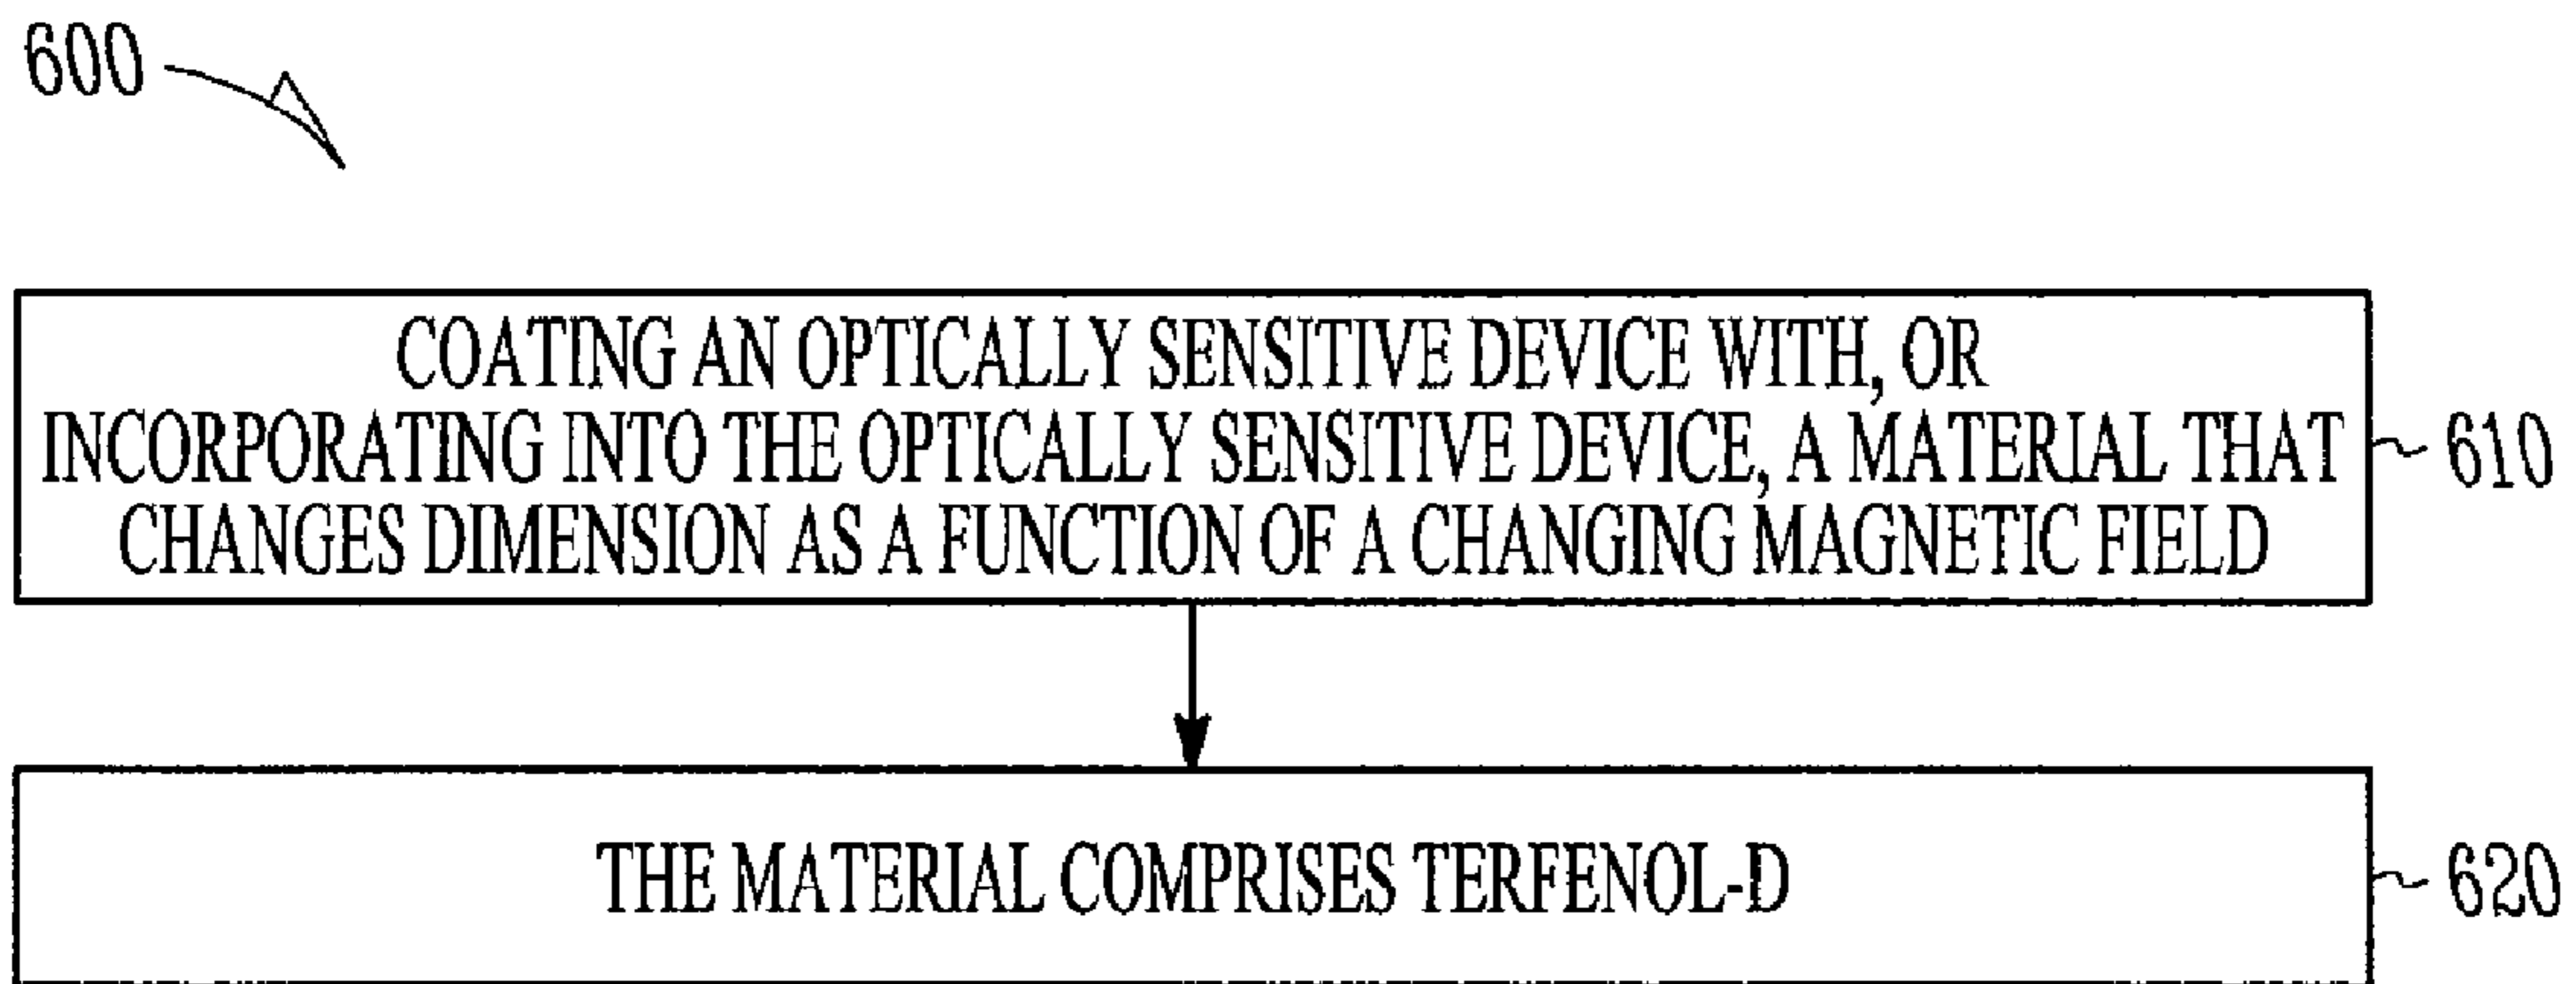 600
COATING AN OPTICALLY SENSITIVE DEVICE WITH, OR
INCORPORATING INTO THE OPTICALLY SENSITIVE DEVICE, A MATERIAL THAT
CHANGES DIMENSION AS A FUNCTION OF A CHANGING MAGNETIC FIELD
610
THE MATERIAL COMPRISES TERFENOL-D
620